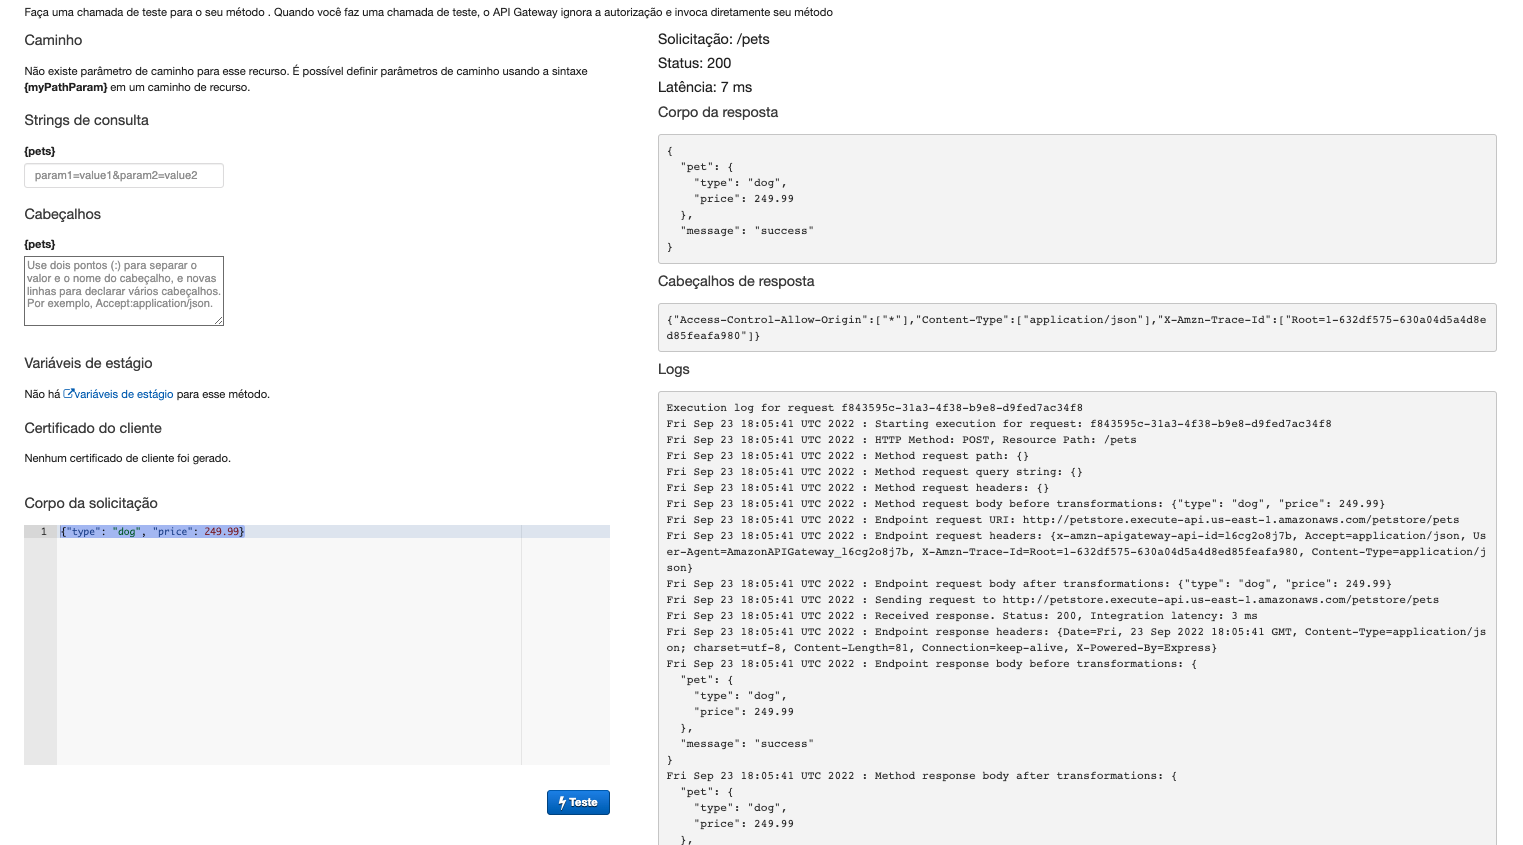 Faça uma chamada de teste para o seu método . Quando você faz uma chamada de teste, o API Gateway ignora a autorização e invoca diretamente seu método
Caminho
Não existe parâmetro de caminho para esse recurso. É possível definir parâmetros de caminho usando a sintaxe
{myPathParam} em um caminho de recurso.
Strings de consulta
{pets}
param1=value1&param2=value2
Cabeçalhos
{pets}
Use dois pontos (:) para separar o
valor e o nome do cabeçalho, e novas
linhas para declarar vários cabeçalhos.
Por exemplo, Accept:application/json.
Variáveis de estágio
Não há variáveis de estágio para esse método.
Certificado do cliente
Nenhum certificado de cliente foi gerado.
Corpo da solicitação
1 {"type": "dog", "price": 249.99}
Teste
Solicitação: /pets
Status: 200
Latência: 7 ms
Corpo da resposta
{
"pet": {
"type": "dog",
"price": 249.99
},
"message": "success"
}
Cabeçalhos de resposta
{"Access-Control-Allow-Origin":["*"],"Content-Type":["application/json"],"X-Amzn-Trace-Id":["Root=1-632df575-630a04d5a4d8e
d85feafa980"]}
Logs
Execution log for request f843595c-31a3-4f38-b9e8-d9fed7ac34f8
Fri Sep 23 18:05:41 UTC 2022 : Starting execution for request: f843595c-31a3-4f38-b9e8-d9fed7ac34f8
Fri Sep 23 18:05:41 UTC 2022 : HTTP Method: POST, Resource Path: /pets
Fri Sep 23 18:05:41 UTC 2022 : Method request path: {}
Fri Sep 23 18:05:41 UTC 2022 : Method request query string: {}
Fri Sep 23 18:05:41 UTC 2022 : Method request headers: {}
Fri Sep 23 18:05:41 UTC 2022 : Method request body before transformations: {"type": "dog", "price": 249.99}
Fri Sep 23 18:05:41 UTC 2022 : Endpoint request URI: http://petstore.execute-api.us-east-1.amazonaws.com/petstore/pets
Fri Sep 23 18:05:41 UTC 2022 : Endpoint request headers: {x-amzn-apigateway-api-id=l6cg2o8j7b, Accept=application/json, Us
er-Agent=AmazonAPIGateway_l6cg2o8j7b, X-Amzn-Trace-Id=Root=1-632df575-630a04d5a4d8ed85feafa980, Content-Type=application/j
son}
Fri Sep 23 18:05:41 UTC 2022 : Endpoint request body after transformations: {"type": "dog", "price": 249.99}
Fri Sep 23 18:05:41 UTC 2022 : Sending request to http://petstore.execute-api.us-east-1.amazonaws.com/petstore/pets
Fri Sep 23 18:05:41 UTC 2022 : Received response. Status: 200, Integration latency: 3 ms
Fri Sep 23 18:05:41 UTC 2022 : Endpoint response headers: {Date=Fri, 23 Sep 2022 18:05:41 GMT, Content-Type=application/js
on; charset=utf-8, Content-Length=81, Connection=keep-alive, X-Powered-By=Express}
Fri Sep 23 18:05:41 UTC 2022 : Endpoint response body before transformations: {
"pet": {
"type": "dog",
"price": 249.99
},
"message": "success"
}
Fri Sep 23 18:05:41 UTC 2022 : Method response body after transformations: {
"pet": {
"type": "dog",
"price": 249.99
},